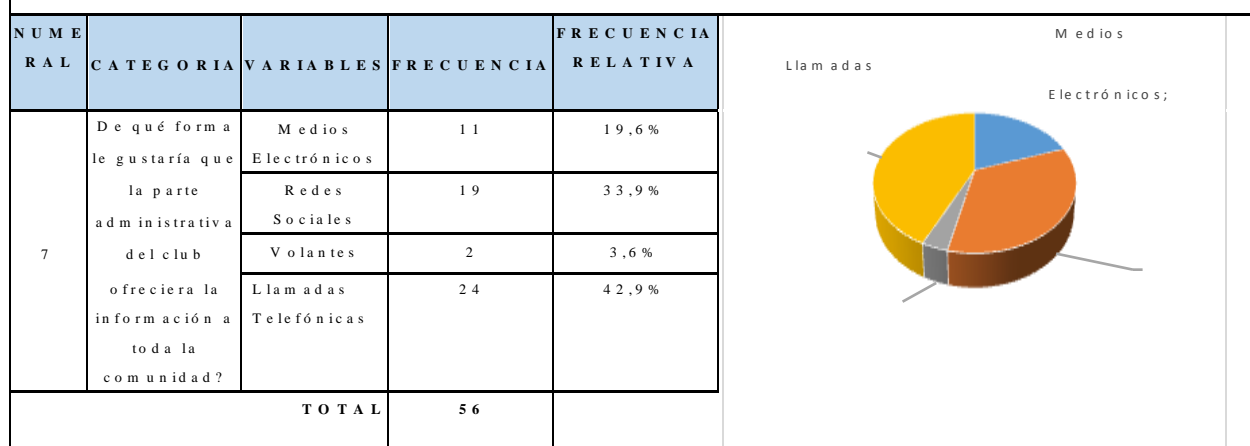 NUME
RAL
CATEGORIA
VARIABLES
FRECUENCIA
FRECUENCIA
RELATIVA
7
De qué forma
le gustaría que
la parte
administrativa
del club
ofreciera la
información a
toda la
comunidad?
Medios
Electrónicos
11
19,6%
Redes
Sociales
19
33,9%
Volantes
2
3,6%
Llamadas
Telefónicas
24
42,9%
TOTAL
56
Medios
Llamadas
Electrónicos;